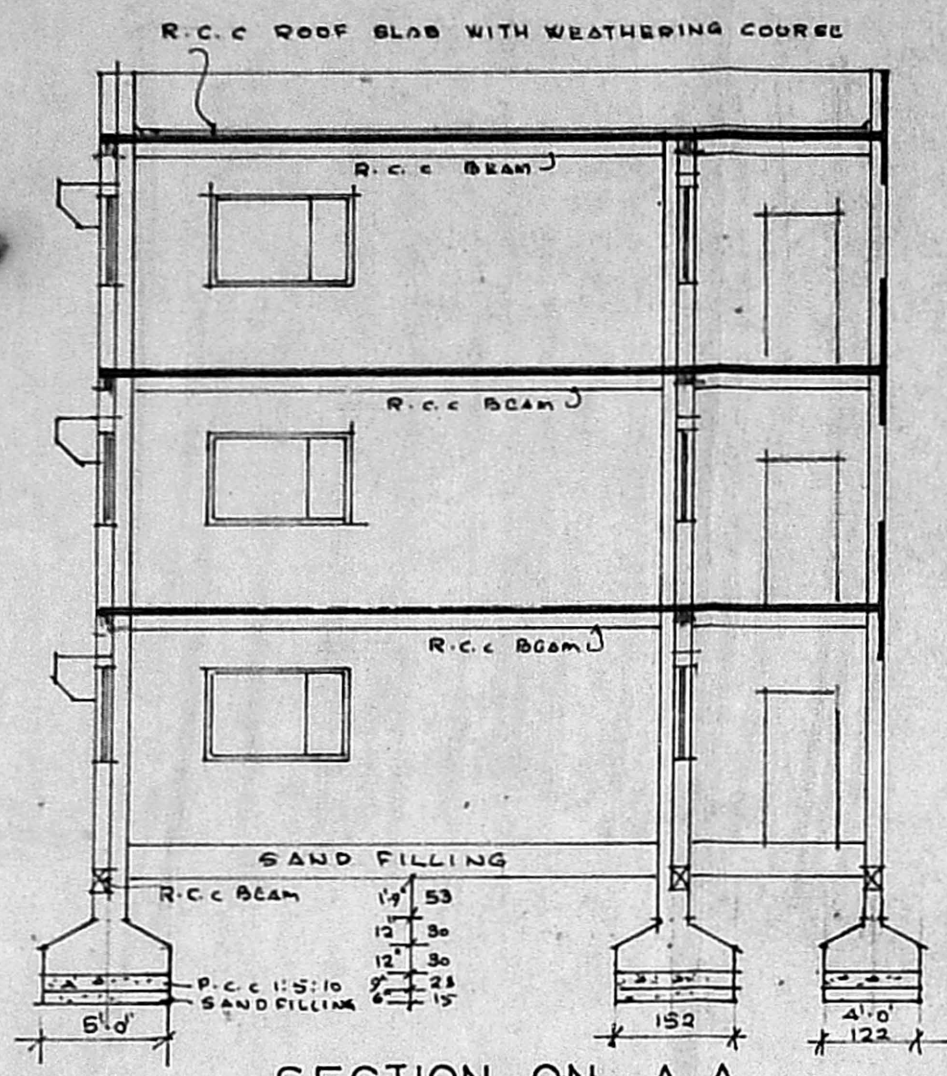 R.C.C ROOF SLAB WITH WEATHERING COURSE
R.C.C BEAM
R.C.C BEAM
R.C.C BEAM
SAND FILLING
R.C.C BEAM
1'.9" 53
12" 30
12" 30
P.C.C 1:5:10 9" 23
SAND FILLING 6" 15
5'.0"
152
4'.0"
122
SECTION ON A A